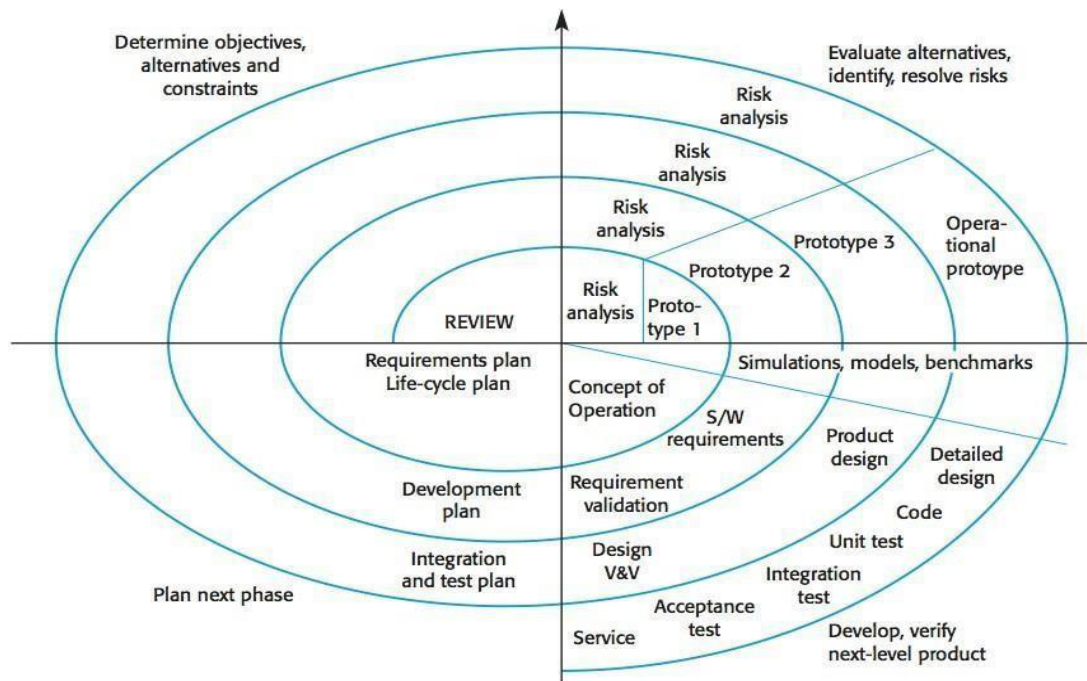 Determine objectives,
alternatives and
constraints
Evaluate alternatives,
identify, resolve risks
Risk
analysis
Risk
analysis
Risk
analysis
Risk
analysis
Proto-
type 1
Prototype 2
Prototype 3
Opera-
tional
protoype
REVIEW
Requirements plan
Life-cycle plan
Simulations, models, benchmarks
Concept of
Operation
S/W
requirements
Product
design
Detailed
design
Development
plan
Requirement
validation
Code
Unit test
Integration
and test plan
Design
V&V
Integration
test
Plan next phase
Acceptance
test
Service
Develop, verify
next-level product